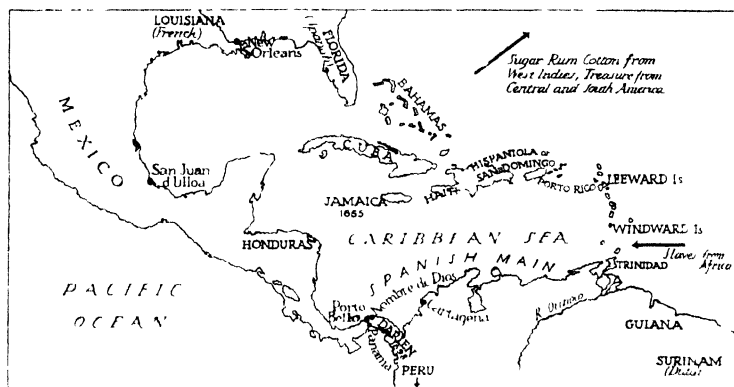 LOUISIANA
(French)
New
Orleans
FLORIDA
(Spanish)
Sugar Rum Cotton from
West Indies, Treasure from
Central and South America
BAHAMAS
MEXICO
San Juan
d'Ulloa
CUBA
HISPANIOLA or
SAN DOMINGO
HAITI
PORTO RICO
LEEWARD Is
JAMAICA
1655
WINDWARD Is
HONDURAS
CARIBBEAN SEA
Slaves from
Africa
TRINIDAD
SPANISH MAIN
PACIFIC
OCEAN
Nombre de Dios
Porto
Bello
Cartagena
DARIEN
Panama
R. Orinoco
GUIANA
PERU
SURINAM
(Dutch)